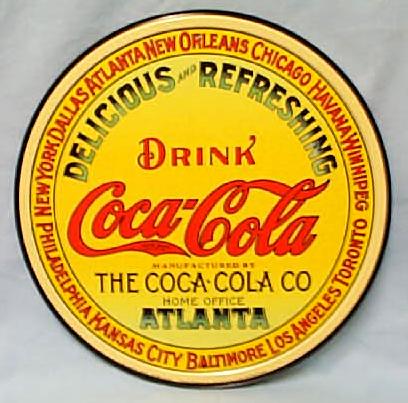 NEW YORK DALLAS ATLANTA NEW ORLEANS CHICAGO HAVANA WINNIPEG TORONTO LOS ANGELES BALTIMORE KANSAS CITY PHILADELPHIA
DELICIOUS AND REFRESHING
DRINK
Coca-Cola
MANUFACTURED BY
THE COCA-COLA CO
HOME OFFICE
ATLANTA